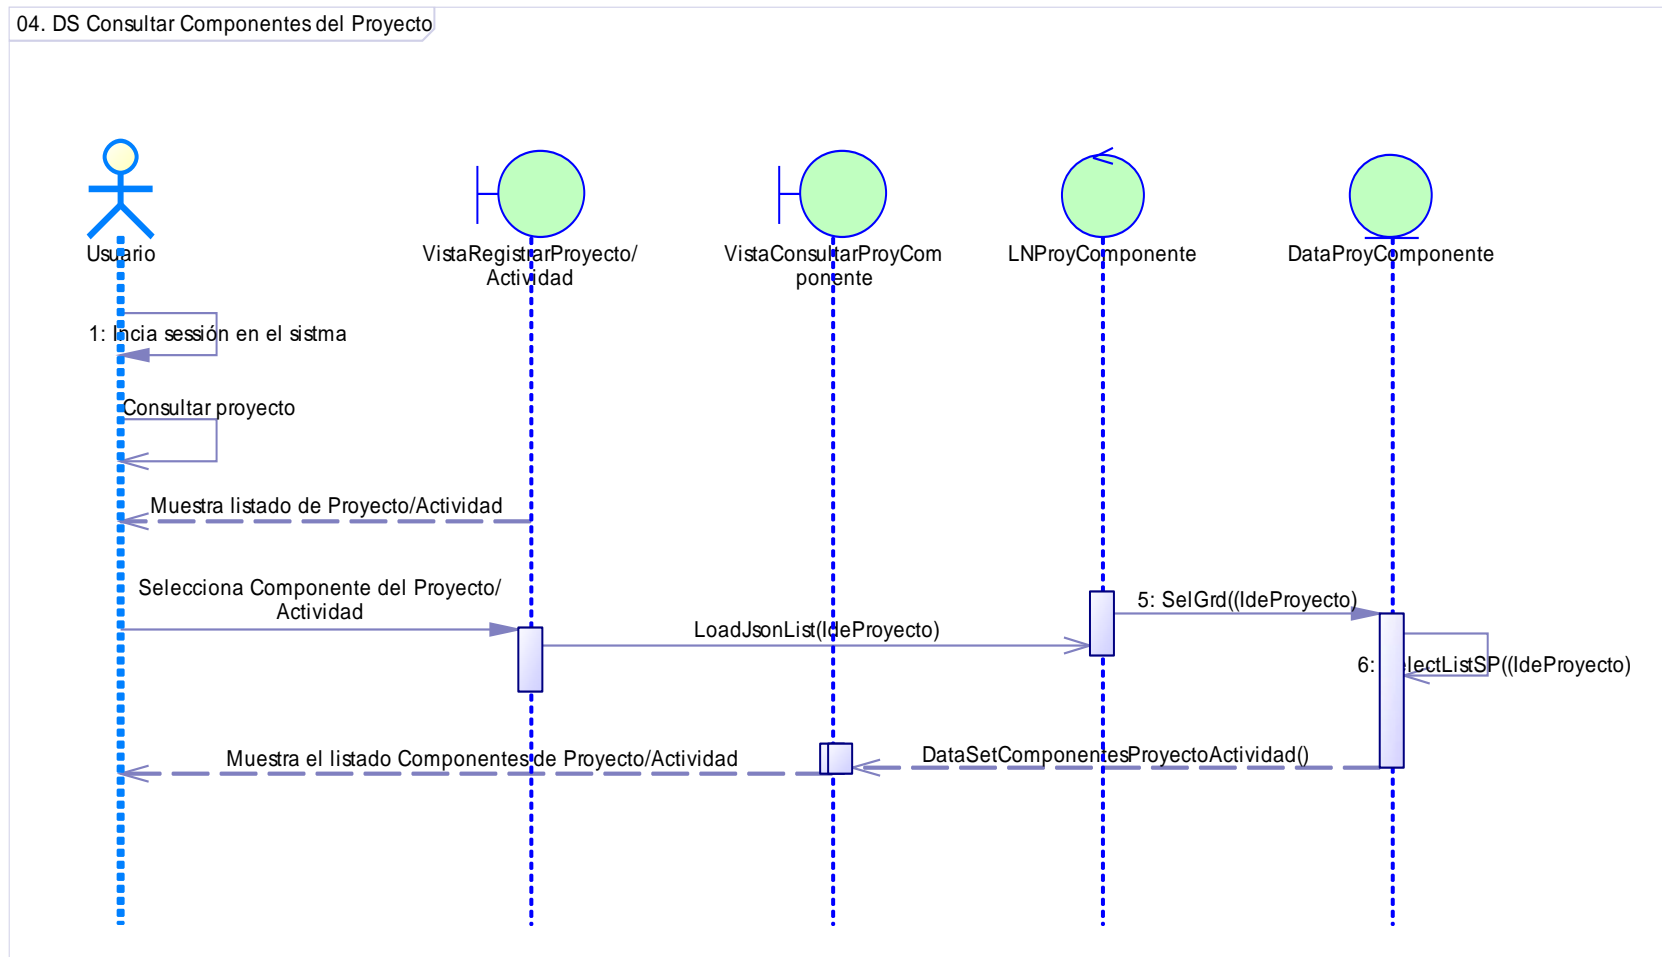 04. DS Consultar Componentes del Proyecto
Usuario
VistaRegistrarProyecto/
Actividad
VistaConsultarProyCom
ponente
LNProyComponente
DataProyComponente
1: Incia sessión en el sistma
Consultar proyecto
Muestra listado de Proyecto/Actividad
Selecciona Componente del Proyecto/
Actividad
5: SelGrd((IdeProyecto)
LoadJsonList(IdeProyecto)
6: SelectListSP((IdeProyecto)
DataSetComponentesProyectoActividad()
Muestra el listado Componentes de Proyecto/Actividad